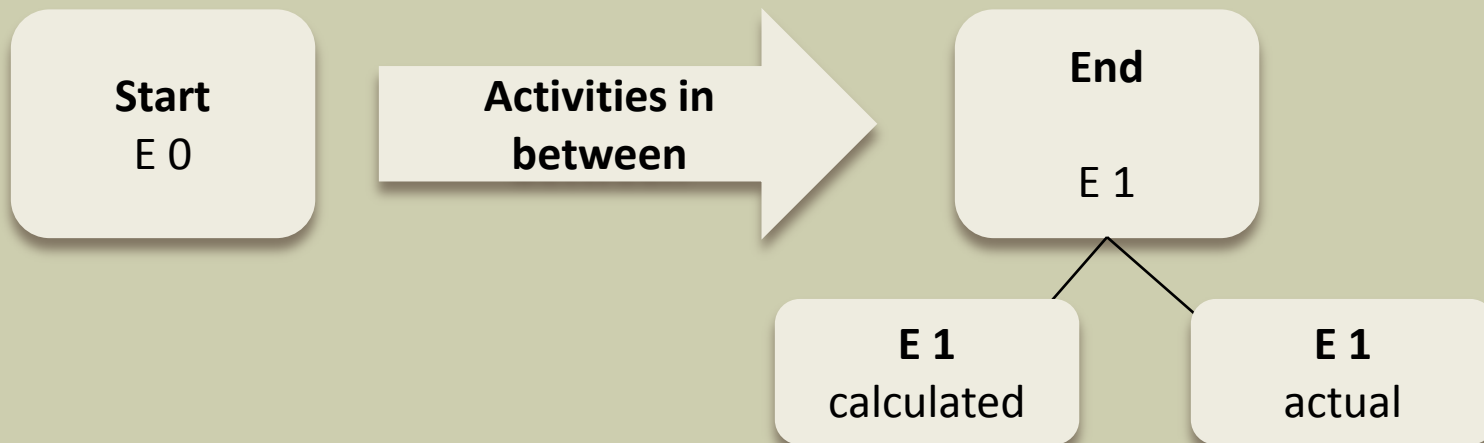 Start
E 0
Activities in
between
End
E 1
E 1
calculated
E 1
actual